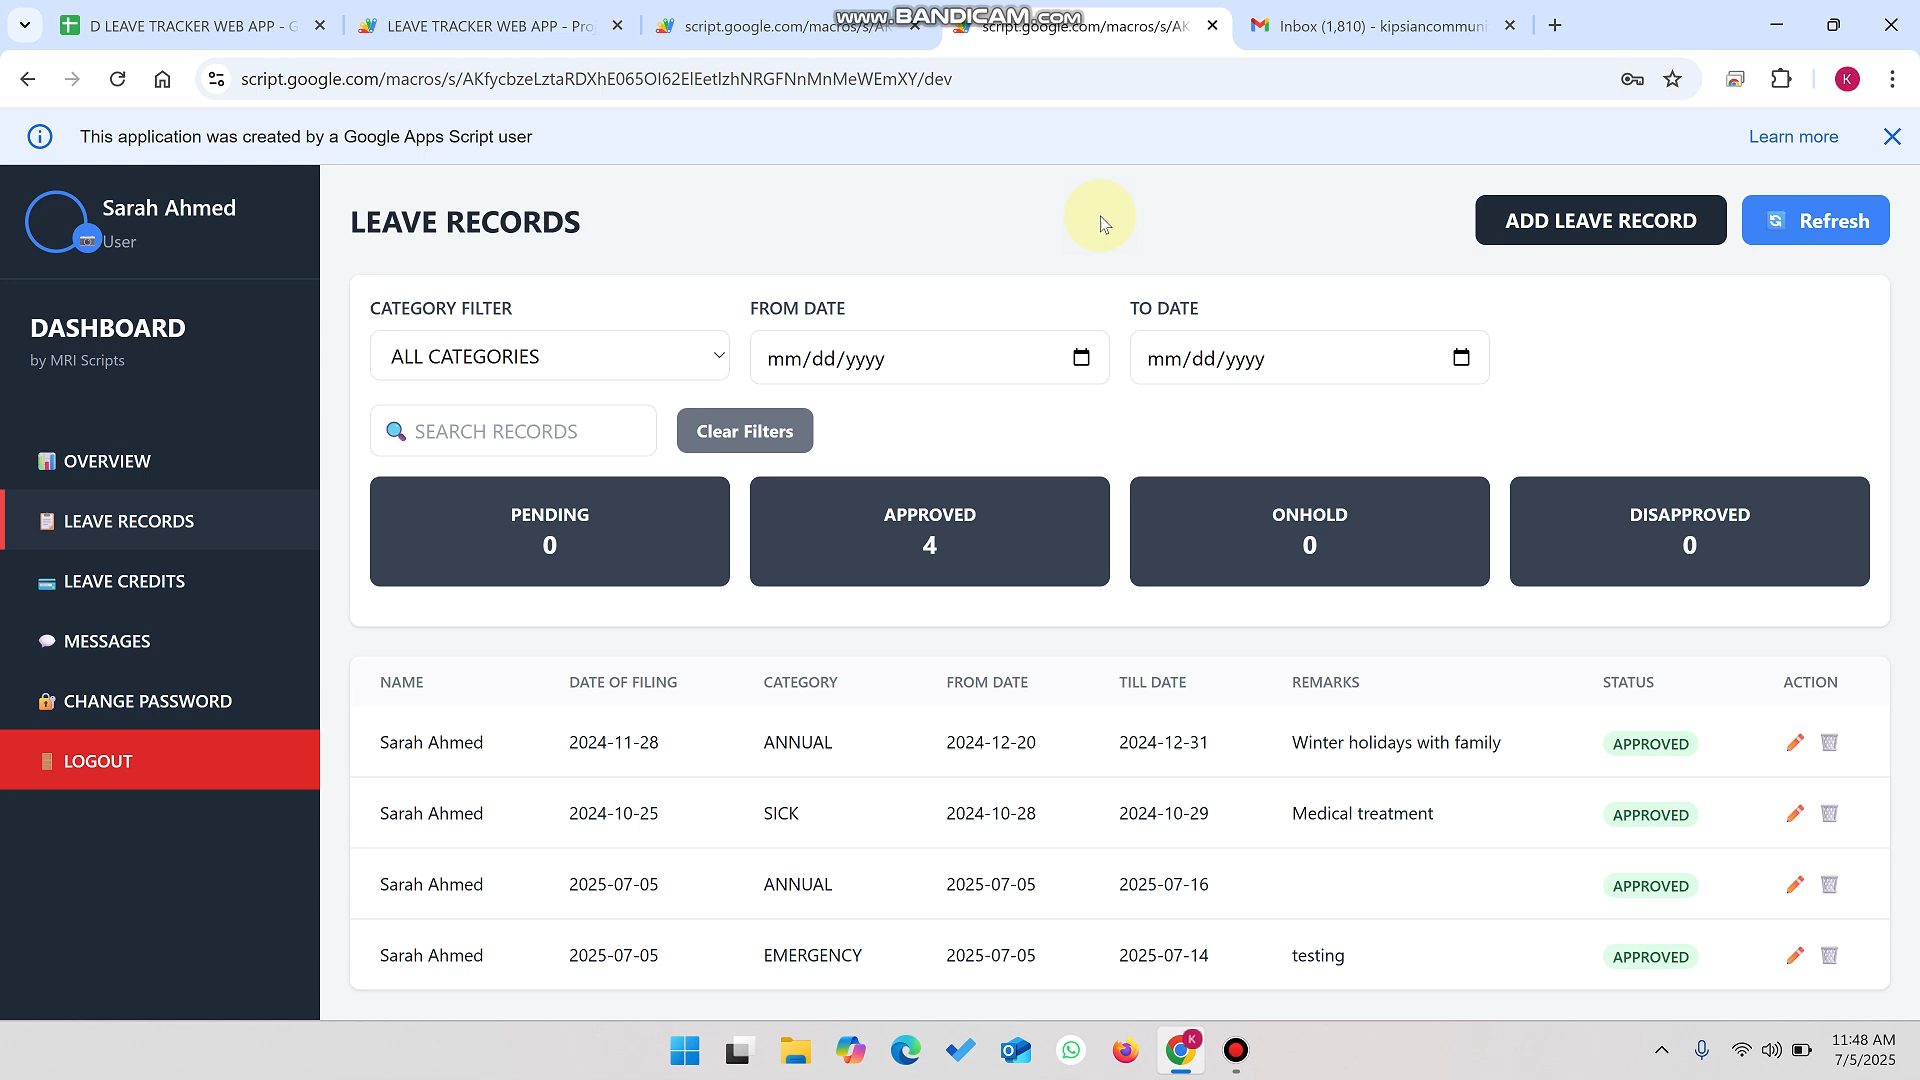 D LEAVE TRACKER WEB APP - G
LEAVE TRACKER WEB APP - Proj
script.google.com/macros/s/AK
script.google.com/macros/s/AK
Inbox (1,810) - kipsiancommuni
www.BANDICAM.com
script.google.com/macros/s/AKfycbzeLztaRDXhE065OI62ElEetIzhNRGFNnMnMeWEmXY/dev
K
This application was created by a Google Apps Script user
Learn more
Sarah Ahmed
User
DASHBOARD
by MRI Scripts
OVERVIEW
LEAVE RECORDS
LEAVE CREDITS
MESSAGES
CHANGE PASSWORD
LOGOUT
LEAVE RECORDS
ADD LEAVE RECORD
Refresh
CATEGORY FILTER
FROM DATE
TO DATE
ALL CATEGORIES
mm/dd/yyyy
mm/dd/yyyy
SEARCH RECORDS
Clear Filters
PENDING
0
APPROVED
4
ONHOLD
0
DISAPPROVED
0
NAME DATE OF FILING CATEGORY FROM DATE TILL DATE REMARKS STATUS ACTION
Sarah Ahmed 2024-11-28 ANNUAL 2024-12-20 2024-12-31 Winter holidays with family APPROVED
Sarah Ahmed 2024-10-25 SICK 2024-10-28 2024-10-29 Medical treatment APPROVED
Sarah Ahmed 2025-07-05 ANNUAL 2025-07-05 2025-07-16 APPROVED
Sarah Ahmed 2025-07-05 EMERGENCY 2025-07-05 2025-07-14 testing APPROVED
K
11:48 AM
7/5/2025